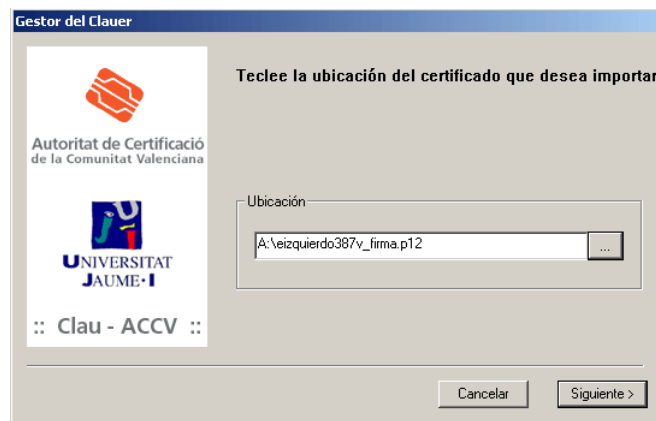 Gestor del Clauer
Teclee la ubicación del certificado que desea importar
Autoritat de Certificació
de la Comunitat Valenciana
Ubicación
A:\eizquierdo387v_firma.p12
...
UJI
UNIVERSITAT
JAUME·I
:: Clau - ACCV ::
Cancelar
Siguiente >